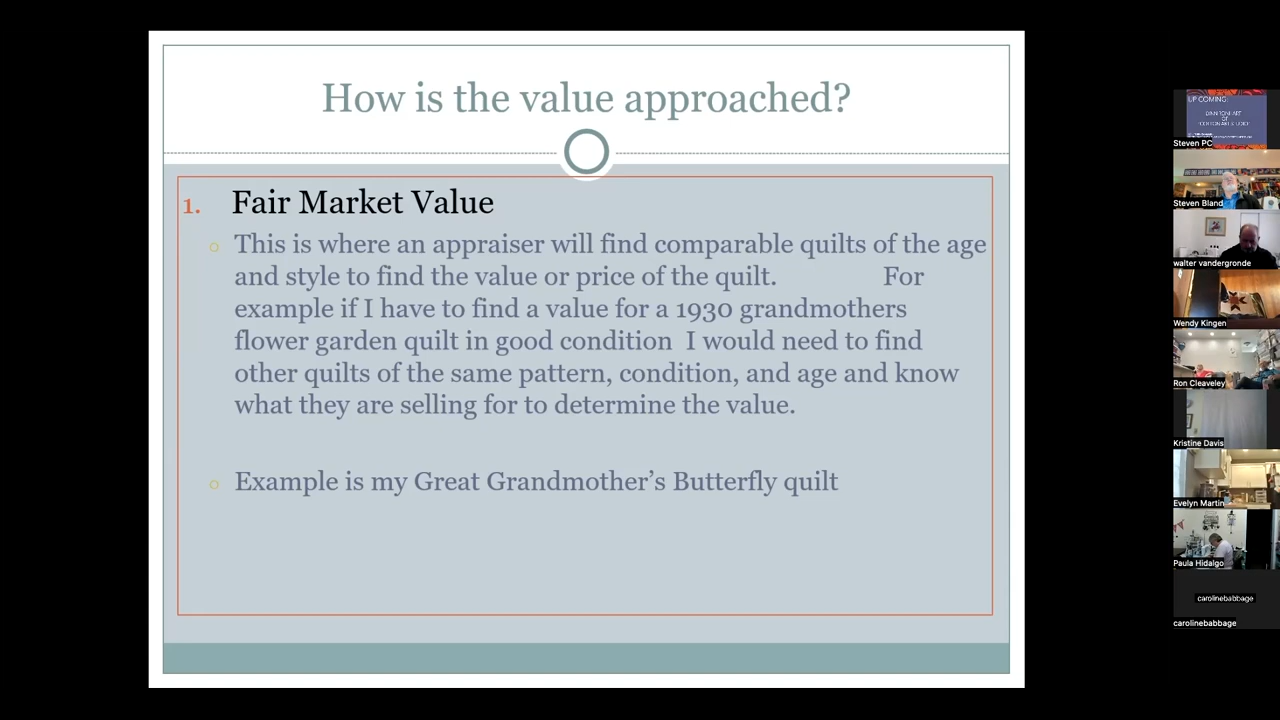 How is the value approached?
1. Fair Market Value
This is where an appraiser will find comparable quilts of the age
and style to find the value or price of the quilt. For
example if I have to find a value for a 1930 grandmothers
flower garden quilt in good condition I would need to find
other quilts of the same pattern, condition, and age and know
what they are selling for to determine the value.
Example is my Great Grandmother's Butterfly quilt
UP COMING:
Steven PC
Steven Bland
walter vandergronde
Wendy Kingen
Ron Cleaveley
Kristine Davis
Evelyn Martin
Paula Hidalgo
carolinebabbage
carolinebabbage